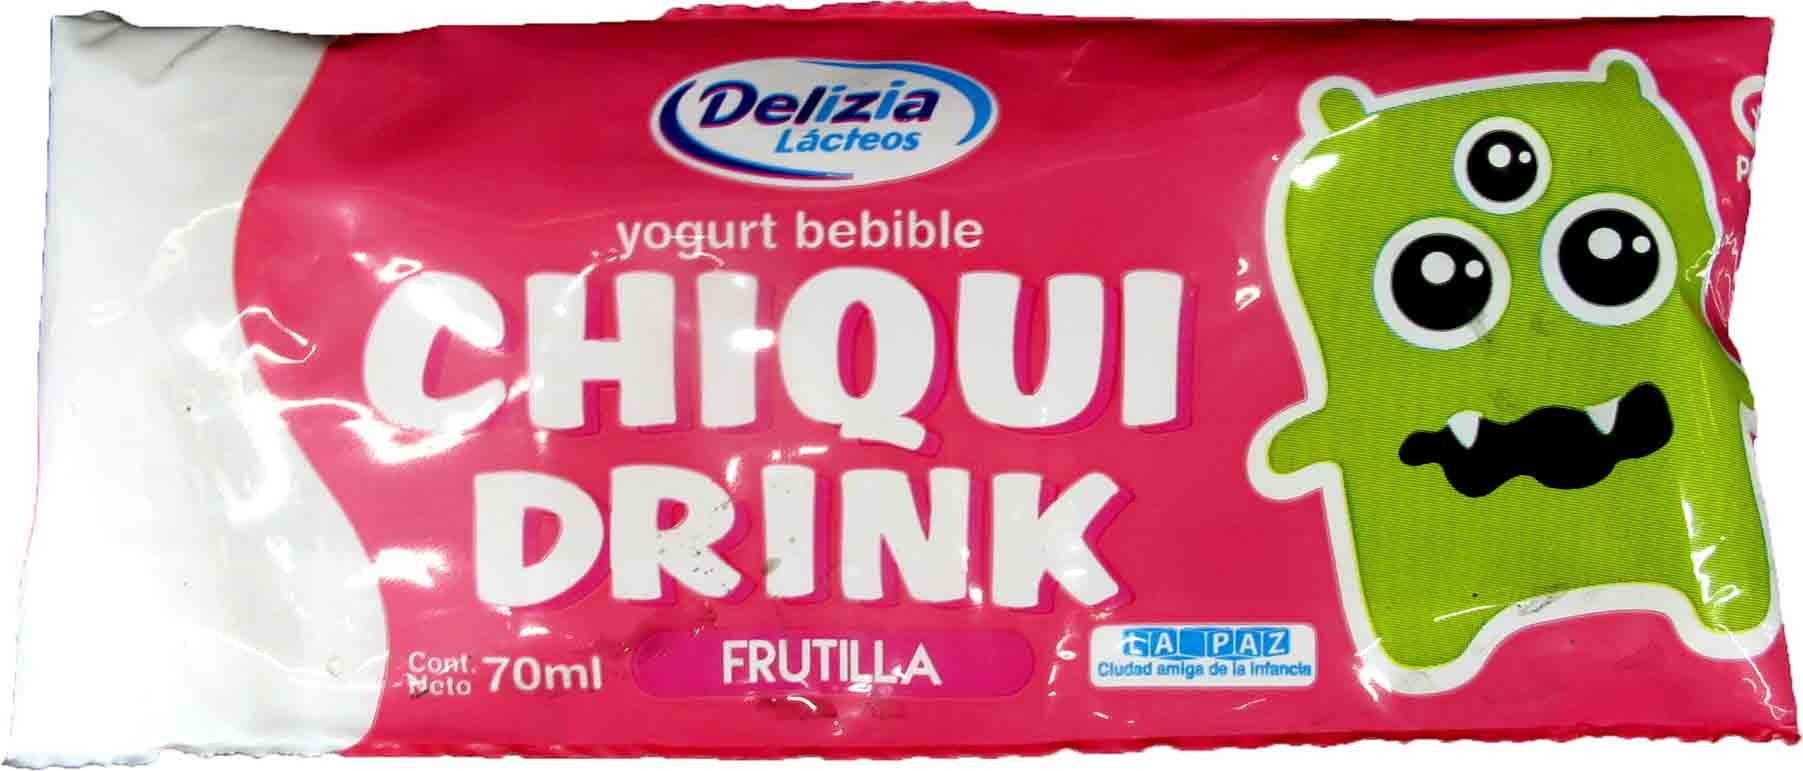 Delizia
Lácteos
yogurt bebible
CHIQUI
DRINK
Cont.
Neto 70ml
FRUTILLA
LA PAZ
Ciudad amiga de la infancia